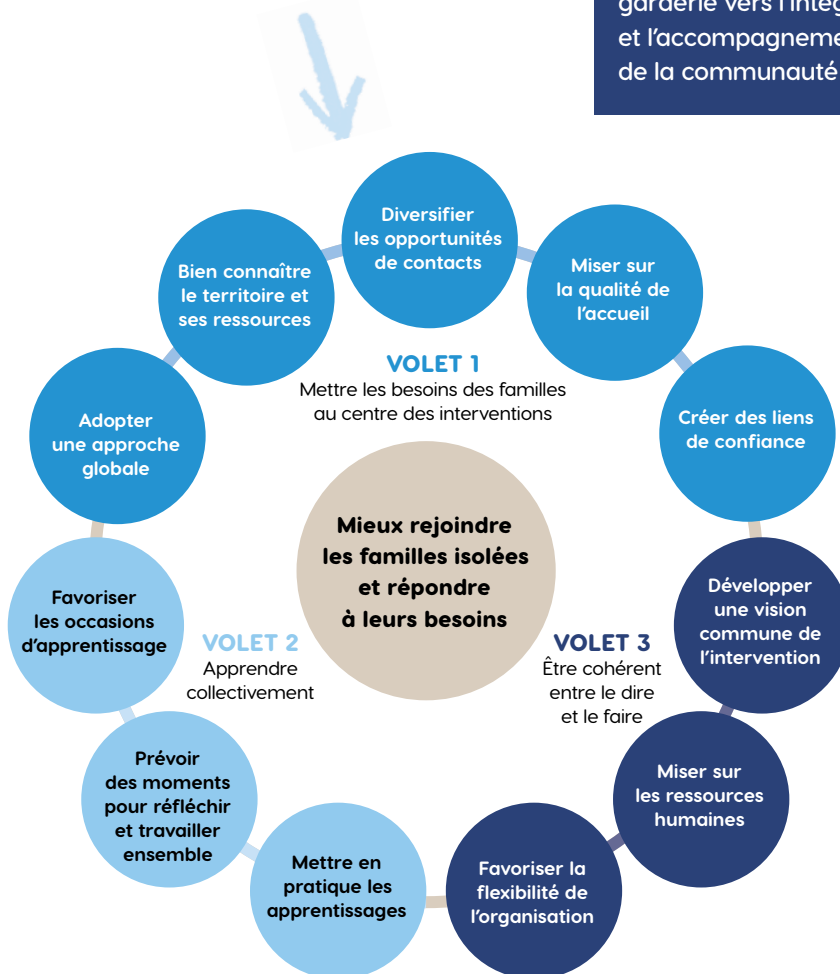 garderie vers l'intég
et l'accompagneme
de la communauté
Diversifier
les opportunités
de contacts
Bien connaître
le territoire et
ses ressources
Miser sur
la qualité de
l'accueil
VOLET 1
Mettre les besoins des familles
au centre des interventions
Adopter
une approche
globale
Créer des liens
de confiance
Mieux rejoindre
les familles isolées
et répondre
à leurs besoins
Favoriser
les occasions
d'apprentissage
VOLET 2
Apprendre
collectivement
VOLET 3
Être cohérent
entre le dire
et le faire
Développer
une vision
commune de
l'intervention
Prévoir
des moments
pour réfléchir
et travailler
ensemble
Miser sur
les ressources
humaines
Mettre en
pratique les
apprentissages
Favoriser la
flexibilité de
l'organisation